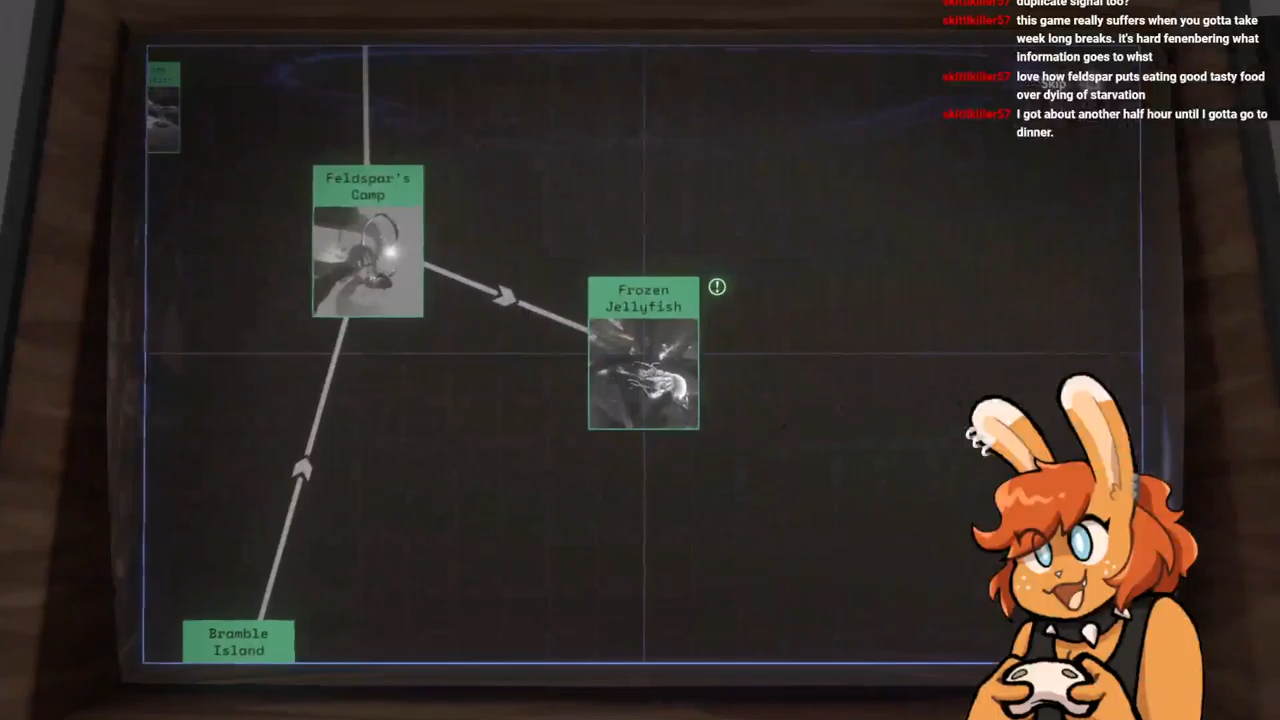 skittlkiller57 duplicate signal too?
skittlkiller57 this game really suffers when you gotta take
week long breaks. it's hard fenenbering what
information goes to whst
skittlkiller57 love how feldspar puts eating good tasty food
over dying of starvation
skittlkiller57 I got about another half hour until I gotta go to
dinner.
Skip
Feldspar's
Camp
Frozen
Jellyfish
Bramble
Island